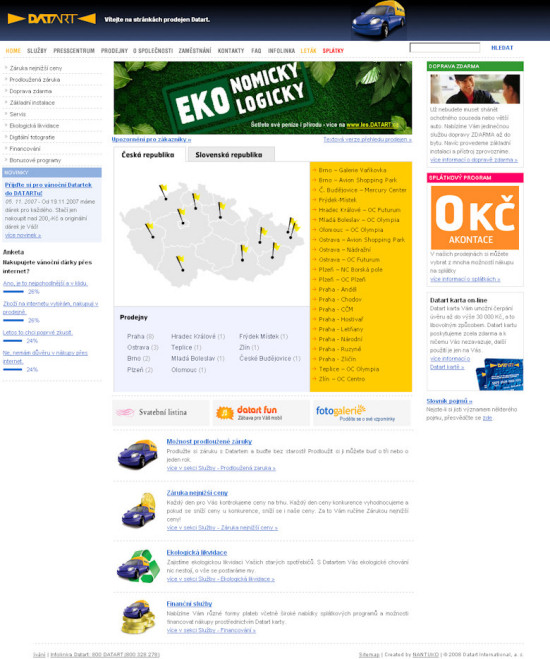 DATART
Vítejte na stránkách prodejen Datart.
HOME SLUŽBY PRESSCENTRUM PRODEJNY O SPOLEČNOSTI ZAMĚSTNÁNÍ KONTAKTY FAQ INFOLINKA LETÁK SPLÁTKY
HLEDAT
Záruka nejnižší ceny
Prodloužená záruka
Doprava zdarma
Základní instalace
Servis
Ekologická likvidace
Digitální fotografie
Financování
Bonusové programy
NOVINKY
Přijďte si pro vánoční Datartek
do DATARTu!
05. 11. 2007 - Od 19.11.2007 máme
dárek pro každého. Stačí jen
nakoupit nad 200,-Kč a originální
dárek je Váš!
více novinek »
Anketa
Nakupujete vánoční dárky přes
internet?
Ano, je to nejpohodlnější a v klidu.
Zboží na internetu vybírám, nakupuji v
prodejně.
Letos to chci poprvé zkusit.
24%
Ne, nemám důvěru v nákupy přes
internet.
24%
EKO NOMICKY
LOGICKY
Šetřete své peníze i přírodu - více na www.les.DATART.cz
Upozornění pro zákazníky »
Textová verze přehledu prodejen »
Česká republika
Slovenská republika
Brno – Galerie Vaňkovka
Brno – Avion Shopping Park
Č. Budějovice – Mercury Center
Frýdek-Místek
Hradec Králové – OC Futurum
Mladá Boleslav – OC Olympia
Olomouc – OC Olympia
Ostrava – Avion Shopping Park
Ostrava – Nádražní
Ostrava – OC Futurum
Plzeň – NC Borská pole
Plzeň – OC Plzeň
Praha – Anděl
Praha – Chodov
Praha – ČČM
Praha – Hostivař
Praha – Letňany
Praha – Národní
Praha – Ruzyně
Praha – Zličín
Teplice – OC Olympia
Zlín – OC Centro
Prodejny
Praha (9) Hradec Králové (1) Frýdek Místek (1)
Ostrava (3) Teplice (1) Zlín (1)
Brno (2) Mladá Boleslav (1) České Budějovice (1)
Plzeň (2) Olomouc (1)
Svatební listina
datart fun
Zábava pro Váš mobil
fotogalerie
Podělte se o své vzpomínky
Možnost prodloužené záruky
Prodlužte si záruku s Datartem a buďte bez starostí! Prodloužit si ji můžete buď o tři nebo o
jeden rok.
více v sekci Služby - Prodloužená záruka »
Záruka nejnižší ceny
Každý den pro Vás kontrolujeme ceny na trhu. Každý den ceny konkurence vyhodnocujeme a
pokud se sníží ceny u konkurence, sníží se i naše ceny. Za to Vám ručíme Zárukou nejnižší
ceny!
více v sekci Služby - Záruka nejnižší ceny »
Ekologická likvidace
Zajistíme ekologickou likvidaci Vašich starých spotřebičů. S Datartem Vás ekologické chování
nic nestojí, o vše se postaráme my.
více v sekci Služby - Ekologická likvidace »
Finanční služby
Nabízíme Vám různé formy plateb včetně široké nabídky splátkových programů a možnosti
financovat nákupy prostřednictvím Datart karty.
více v sekci Služby - Financování »
DOPRAVA ZDARMA
Už nebudete muset shánět
ochotného souseda nebo větší
auto. Nabízíme Vám jedinečnou
službu dopravy ZDARMA až do
bytu. Navíc provedeme základní
instalaci a přístroj zprovozníme.
více informací o dopravě zdarma »
SPLÁTKOVÝ PROGRAM
0 KČ
AKONTACE
V našich prodejnách si můžete
vybrat z mnoha možností nákupu
na splátky
více informací o splátkách »
Datart karta on-line
Datart karta Vám umožní čerpání
úvěru až do výše 30 000 Kč, a to
libovolným způsobem. Datart kartu
poskytujeme zcela zdarma a k
ničemu Vás nezavazuje, další
použití je jen na Vás.
více informací o
Datart kartě »
Slovník pojmů »
Nejste-li si jisti významem některého
pojmu, přesvědčte se zde.
Úvod | Infolinka Datart: 800 DATART (800 328 278)
Sitemap | Created by NANTUKO | © 2006 Datart International, a. s.